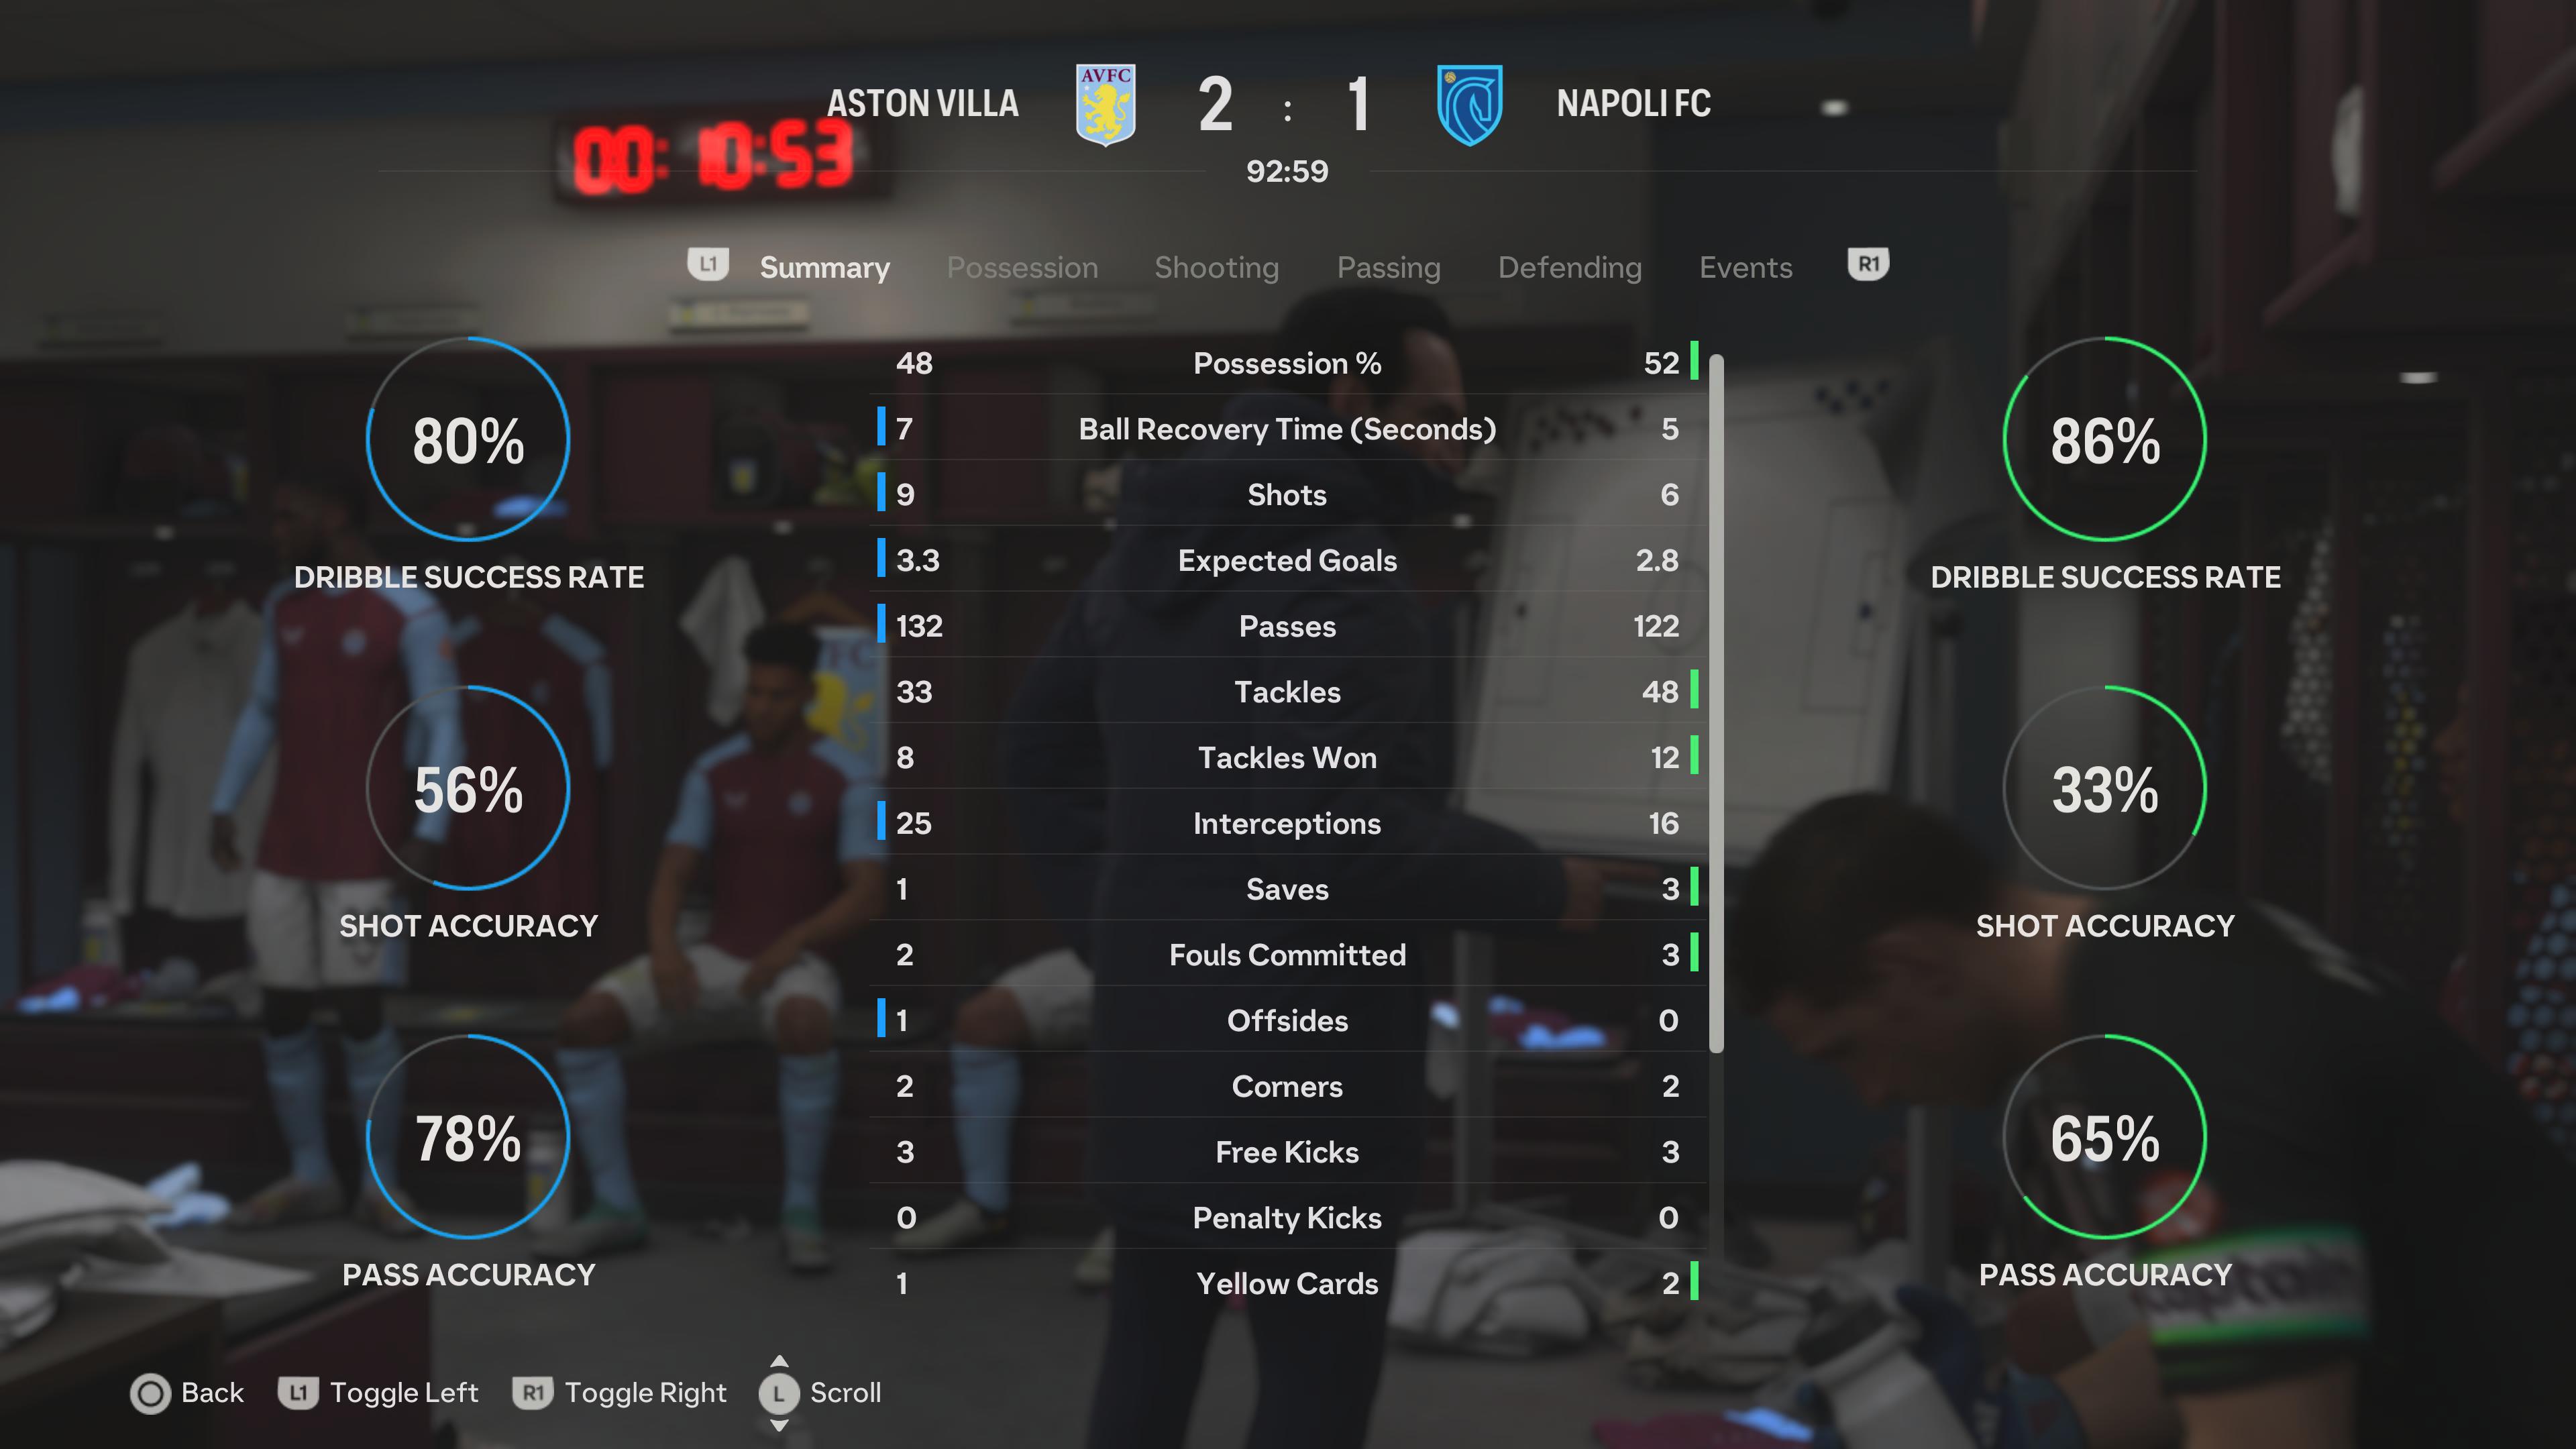 ASTON VILLA AVFC 2 : 1 NAPOLI FC
00:10:53
92:59
L1 Summary Possession Shooting Passing Defending Events R1
48 Possession % 52
7 Ball Recovery Time (Seconds) 5
9 Shots 6
3.3 Expected Goals 2.8
132 Passes 122
33 Tackles 48
8 Tackles Won 12
25 Interceptions 16
1 Saves 3
2 Fouls Committed 3
1 Offsides 0
2 Corners 2
3 Free Kicks 3
0 Penalty Kicks 0
1 Yellow Cards 2
80%
DRIBBLE SUCCESS RATE
56%
SHOT ACCURACY
78%
PASS ACCURACY
86%
DRIBBLE SUCCESS RATE
33%
SHOT ACCURACY
65%
PASS ACCURACY
Back L1 Toggle Left R1 Toggle Right L Scroll